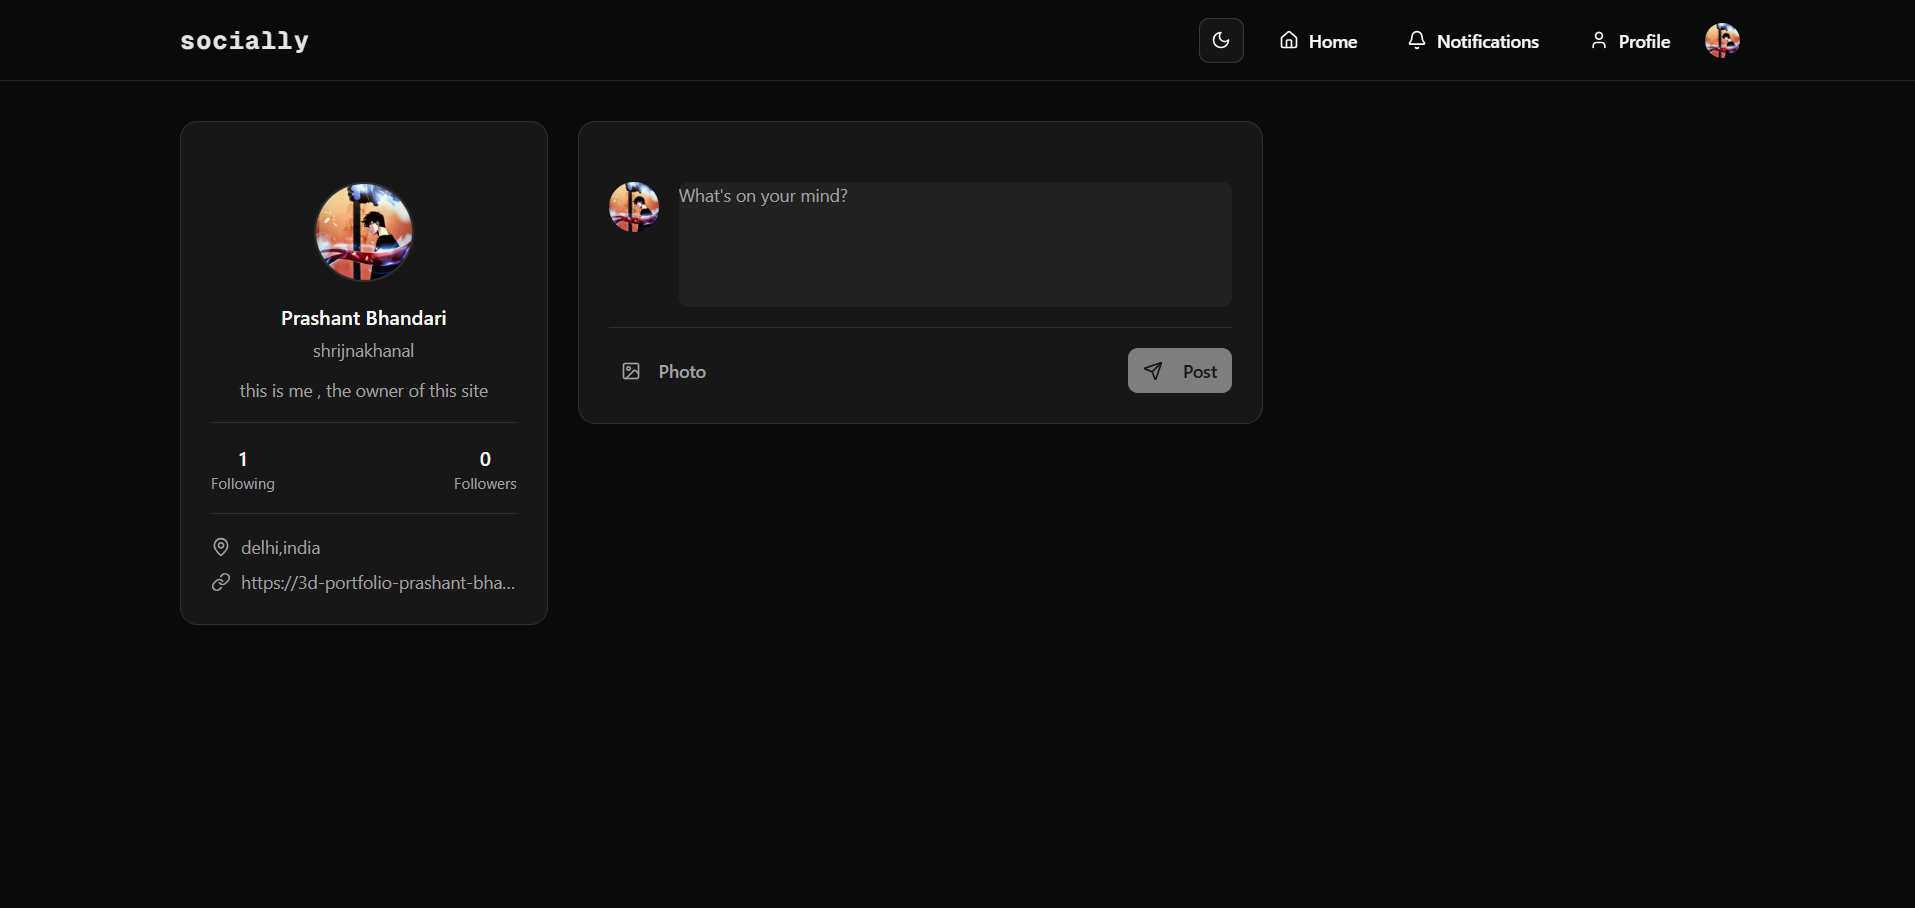 socially
Home
Notifications
Profile
Prashant Bhandari
shrijnakhanal
this is me , the owner of this site
1
Following
0
Followers
delhi,india
https://3d-portfolio-prashant-bha...
What's on your mind?
Photo
Post